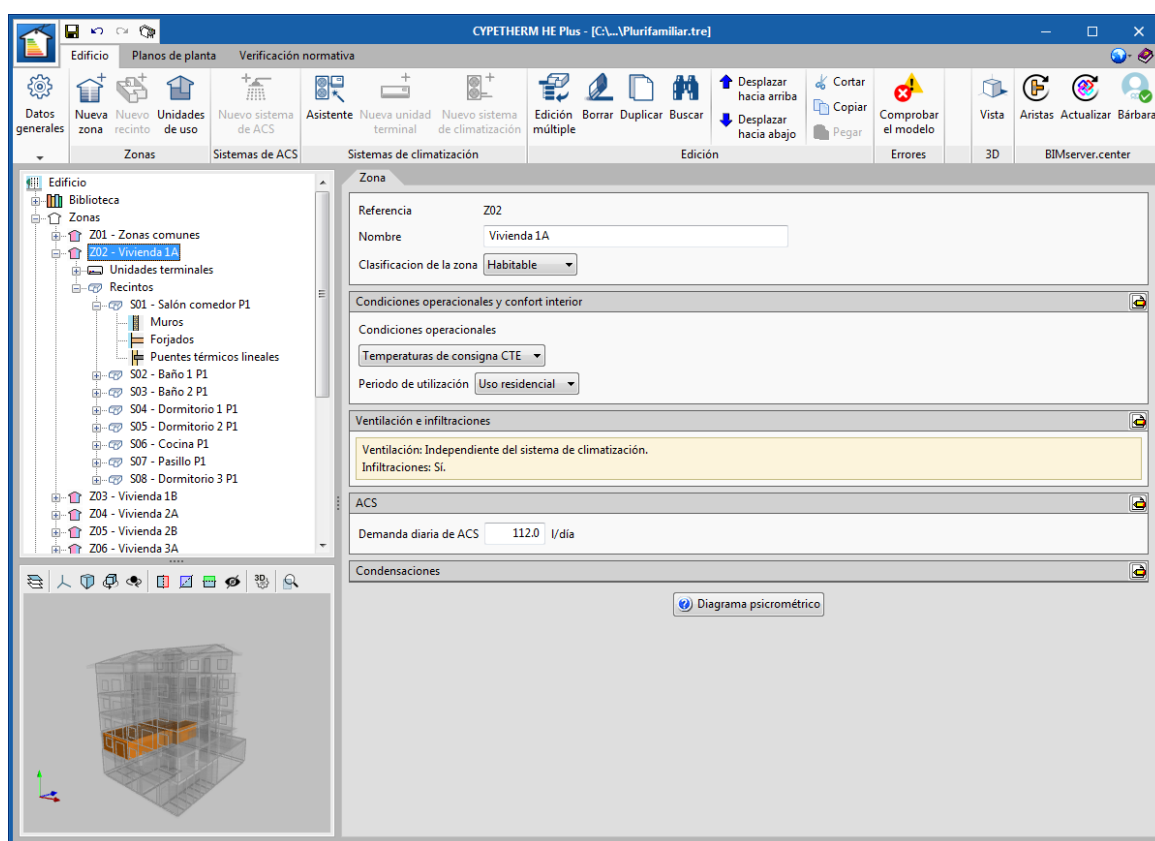 CYPETHERM HE Plus - [C:\...\Plurifamiliar.tre]
Edificio Planos de planta Verificación normativa
Datos generales
Nueva zona
Nuevo recinto
Unidades de uso
Zonas
Nuevo sistema de ACS
Sistemas de ACS
Asistente
Nueva unidad terminal
Nuevo sistema de climatización
Sistemas de climatización
Edición múltiple
Borrar
Duplicar
Buscar
Desplazar hacia arriba
Desplazar hacia abajo
Cortar
Copiar
Pegar
Edición
Comprobar el modelo
Errores
Vista
3D
Aristas
Actualizar
Bárbara
BIMserver.center
Edificio
Biblioteca
Zonas
Z01 - Zonas comunes
Z02 - Vivienda 1A
Unidades terminales
Recintos
S01 - Salón comedor P1
Muros
Forjados
Puentes térmicos lineales
S02 - Baño 1 P1
S03 - Baño 2 P1
S04 - Dormitorio 1 P1
S05 - Dormitorio 2 P1
S06 - Cocina P1
S07 - Pasillo P1
S08 - Dormitorio 3 P1
Z03 - Vivienda 1B
Z04 - Vivienda 2A
Z05 - Vivienda 2B
Z06 - Vivienda 3A
3D
Zona
Referencia Z02
Nombre Vivienda 1A
Clasificacion de la zona Habitable
Condiciones operacionales y confort interior
Condiciones operacionales
Temperaturas de consigna CTE
Periodo de utilización Uso residencial
Ventilación e infiltraciones
Ventilación: Independiente del sistema de climatización.
Infiltraciones: Sí.
ACS
Demanda diaria de ACS 112.0 l/día
Condensaciones
Diagrama psicrométrico